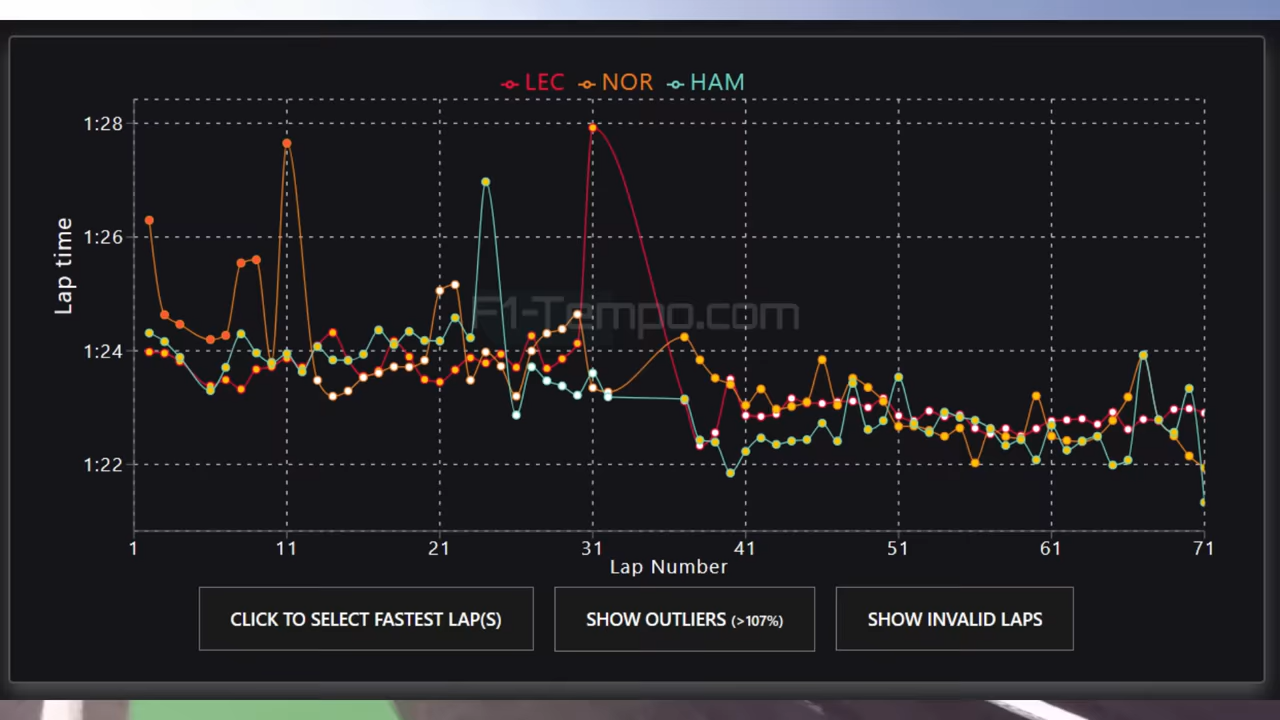 LEC NOR HAM
1:28
1:26
1:24
1:22
Lap time
F1-Tempo.com
1 11 21 31 41 51 61 71
Lap Number
CLICK TO SELECT FASTEST LAP(S)
SHOW OUTLIERS (>107%)
SHOW INVALID LAPS